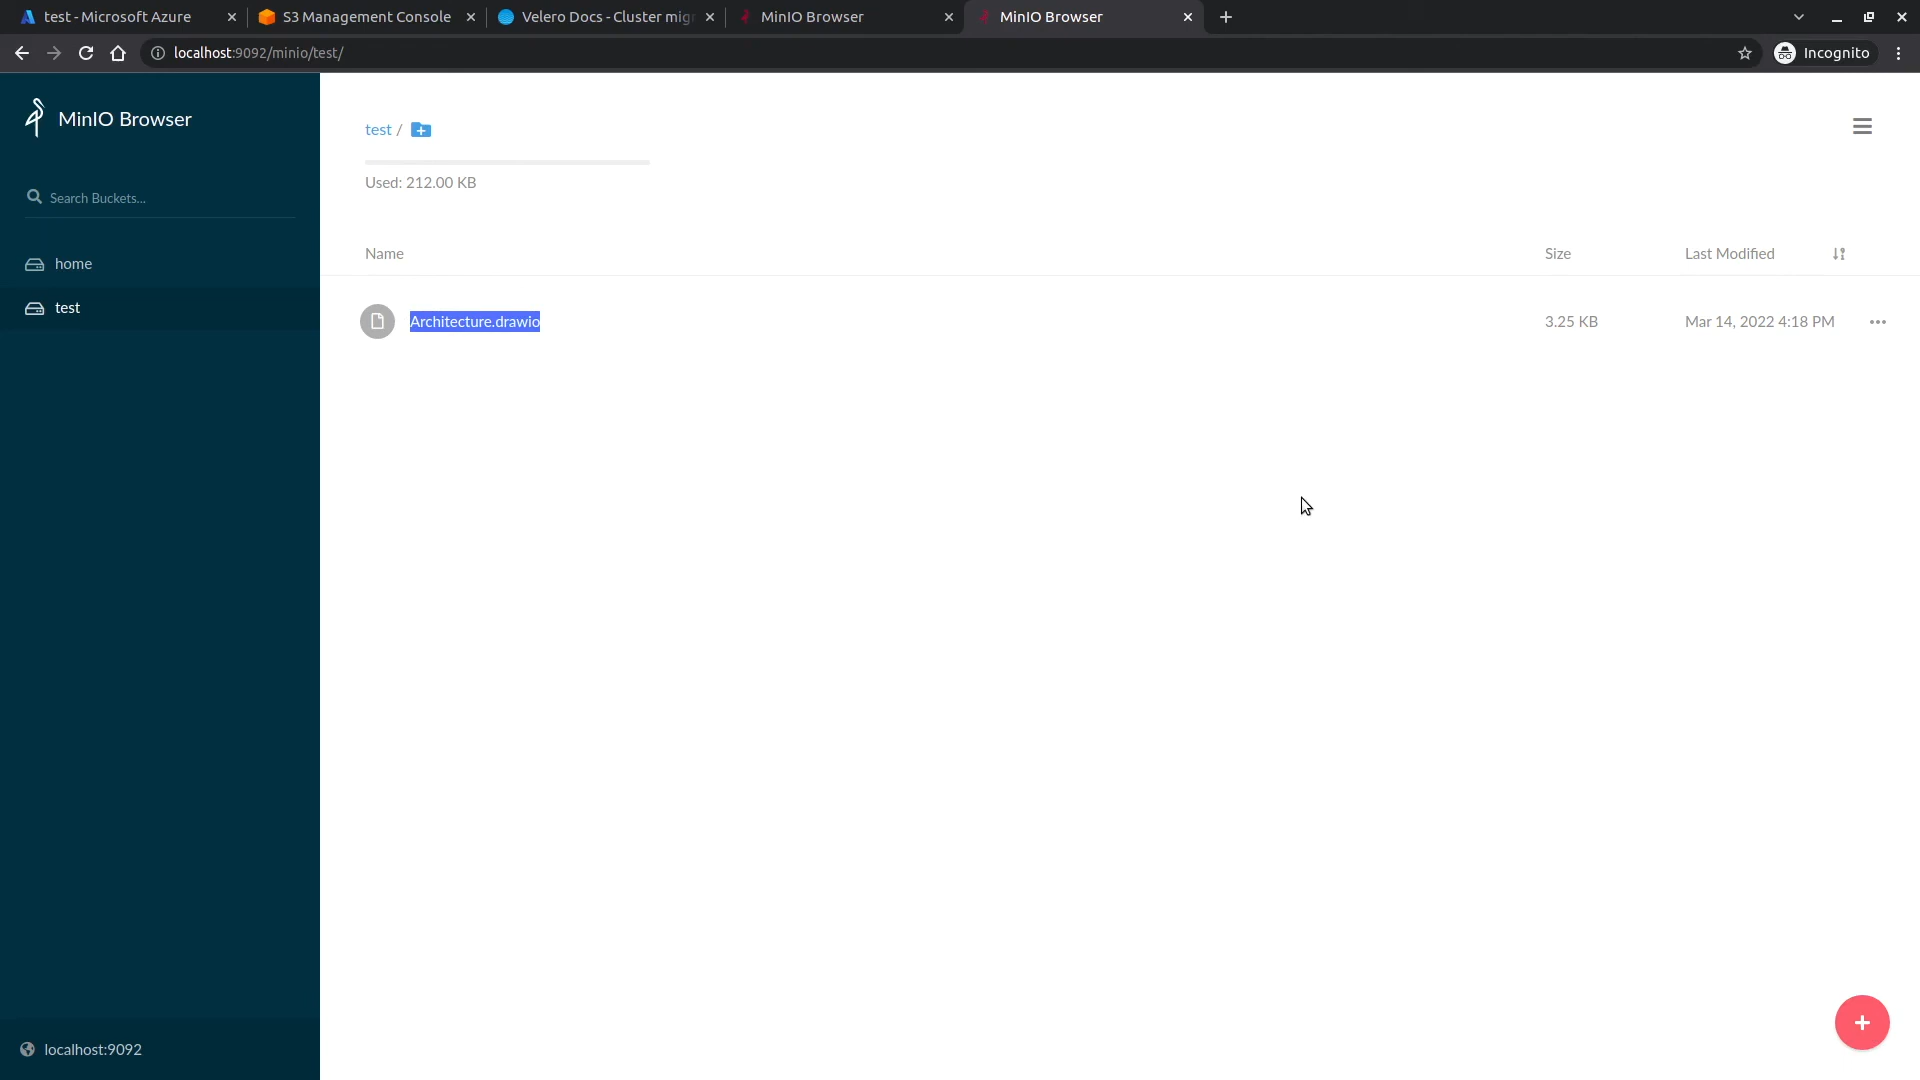 test - Microsoft Azure
S3 Management Console
Velero Docs - Cluster migr
MinIO Browser
MinIO Browser
localhost:9092/minio/test/
Incognito
MinIO Browser
Search Buckets...
home
test
test /
Used: 212.00 KB
Name Size Last Modified
Architecture.drawio 3.25 KB Mar 14, 2022 4:18 PM
localhost:9092